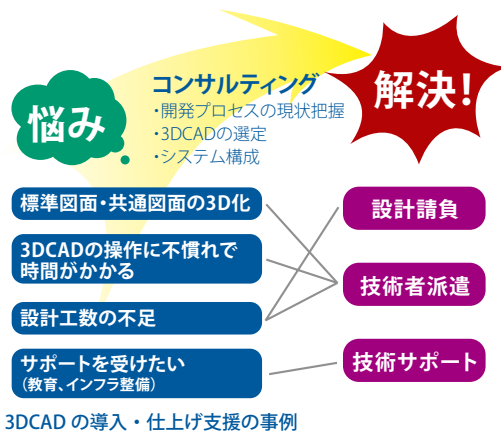 悩み
コンサルティング
・開発プロセスの現状把握
・3DCADの選定
・システム構成
解決!
標準図面・共通図面の3D化
3DCADの操作に不慣れで
時間がかかる
設計工数の不足
サポートを受けたい
(教育、インフラ整備)
設計請負
技術者派遣
技術サポート
3DCAD の導入・仕上げ支援の事例